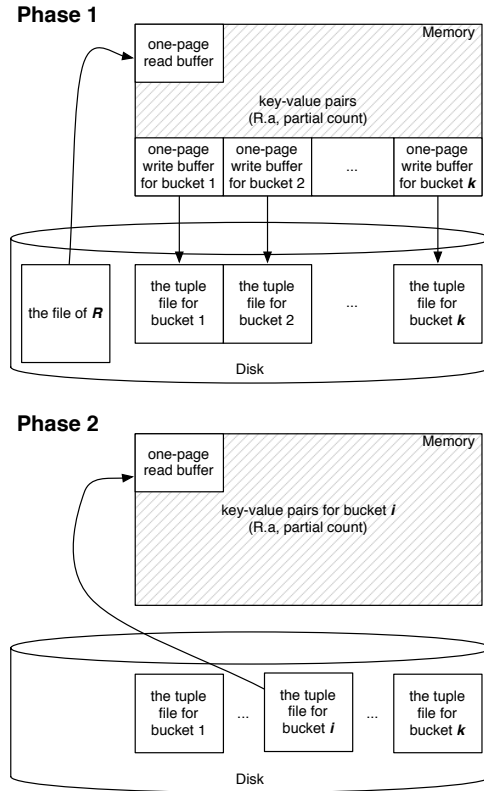 Phase 1
Memory
one-page
read buffer
key-value pairs
(R.a, partial count)
one-page
write buffer
for bucket 1
one-page
write buffer
for bucket 2
...
one-page
write buffer
for bucket k
the file of R
the tuple
file for
bucket 1
the tuple
file for
bucket 2
...
the tuple
file for
bucket k
Disk
Phase 2
Memory
one-page
read buffer
key-value pairs for bucket i
(R.a, partial count)
the tuple
file for
bucket 1
...
the tuple
file for
bucket i
...
the tuple
file for
bucket k
Disk